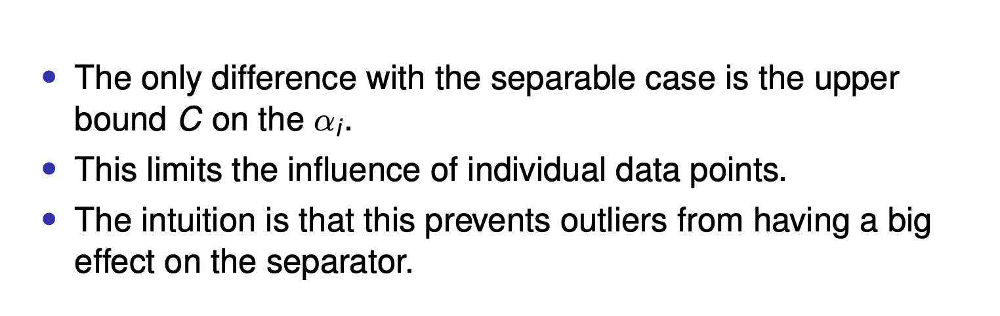 • The only difference with the separable case is the upper
bound C on the αᵢ.
• This limits the influence of individual data points.
• The intuition is that this prevents outliers from having a big
effect on the separator.